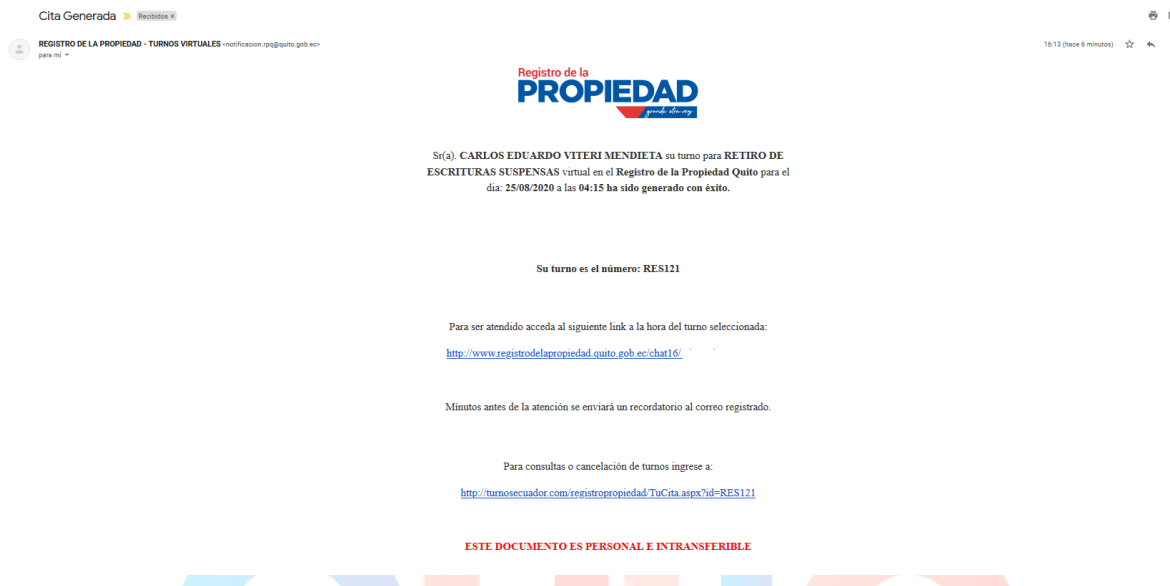 Cita Generada
Recibidos ×
REGISTRO DE LA PROPIEDAD - TURNOS VIRTUALES <notificacion.rpq@quito.gob.ec>
16:13 (hace 6 minutos)
para mí
Registro de la
PROPIEDAD
grande otra vez
Sr(a). CARLOS EDUARDO VITERI MENDIETA su turno para RETIRO DE
ESCRITURAS SUSPENSAS virtual en el Registro de la Propiedad Quito para el
dia: 25/08/2020 a las 04:15 ha sido generado con éxito.
Su turno es el número: RES121
Para ser atendido acceda al siguiente link a la hora del turno seleccionada:
http://www.registrodelapropiedad.quito.gob.ec/chat16/
Minutos antes de la atención se enviará un recordatorio al correo registrado.
Para consultas o cancelación de turnos ingrese a:
http://turnosecuador.com/registropropiedad/TuCita.aspx?id=RES121
ESTE DOCUMENTO ES PERSONAL E INTRANSFERIBLE